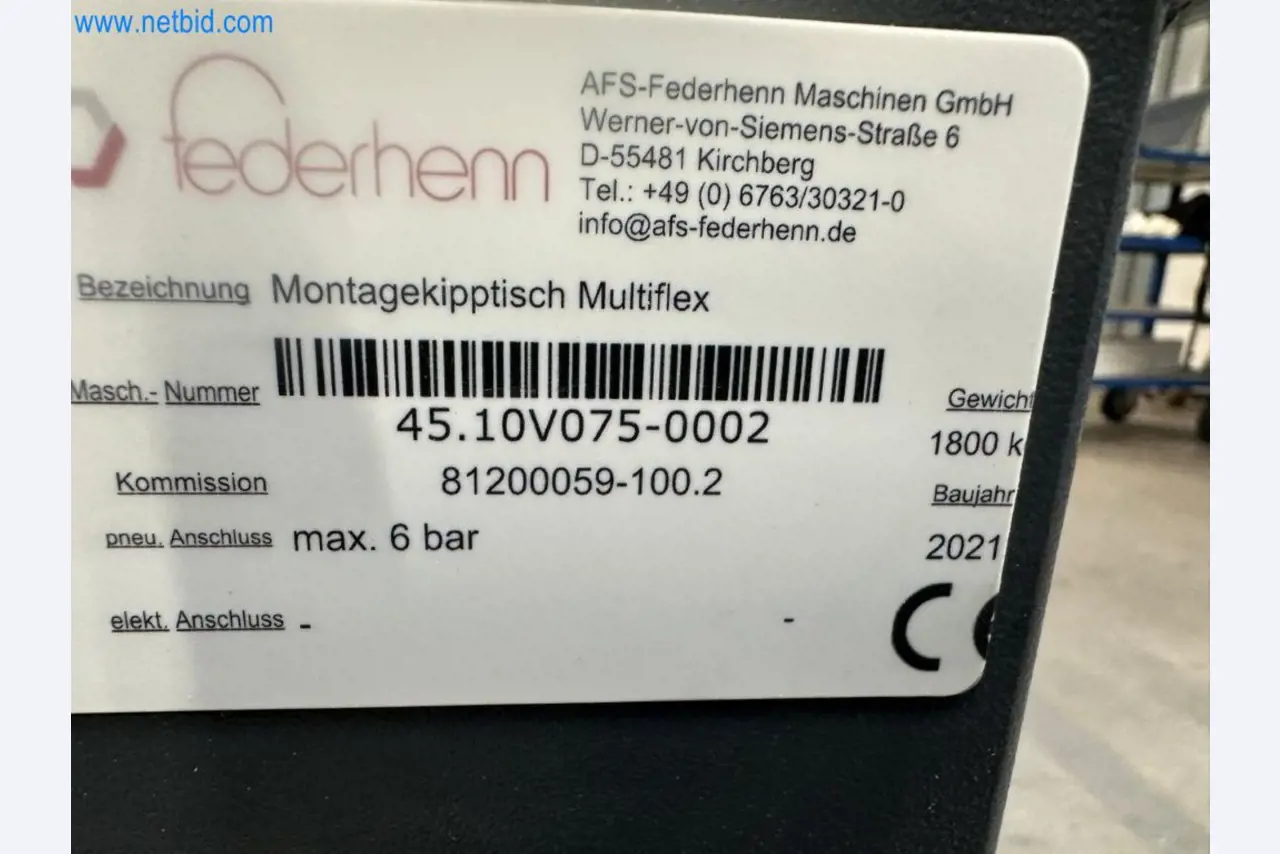 www.netbid.com
federhenn
AFS-Federhenn Maschinen GmbH
Werner-von-Siemens-Straße 6
D-55481 Kirchberg
Tel.: +49 (0) 6763/30321-0
info@afs-federhenn.de
Bezeichnung Montagekipptisch Multiflex
Masch.- Nummer
45.10V075-0002
Gewicht
1800 k
Kommission 81200059-100.2
Baujahr
pneu. Anschluss max. 6 bar
2021
elekt. Anschluss - -
CE